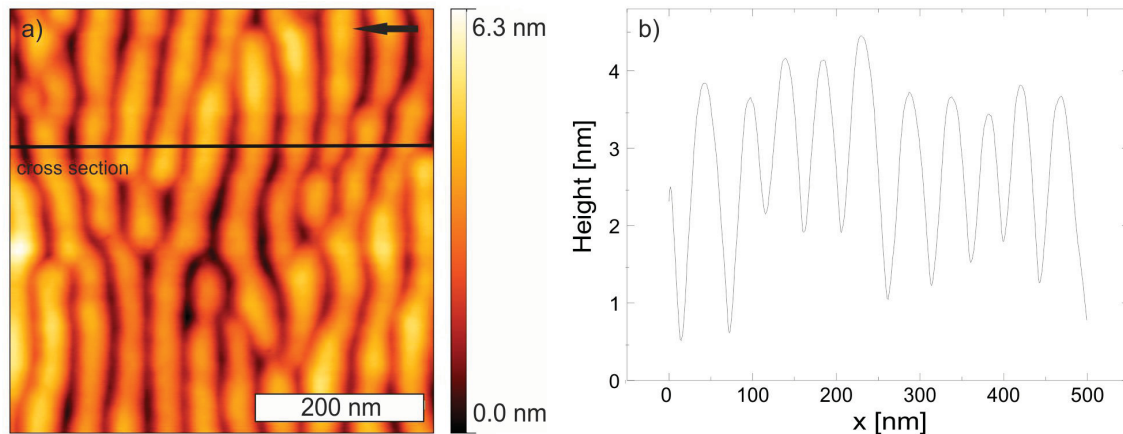 a)
cross section
200 nm
6.3 nm
0.0 nm
b)
Height [nm]
4
3
2
1
0
0 100 200 300 400 500
x [nm]